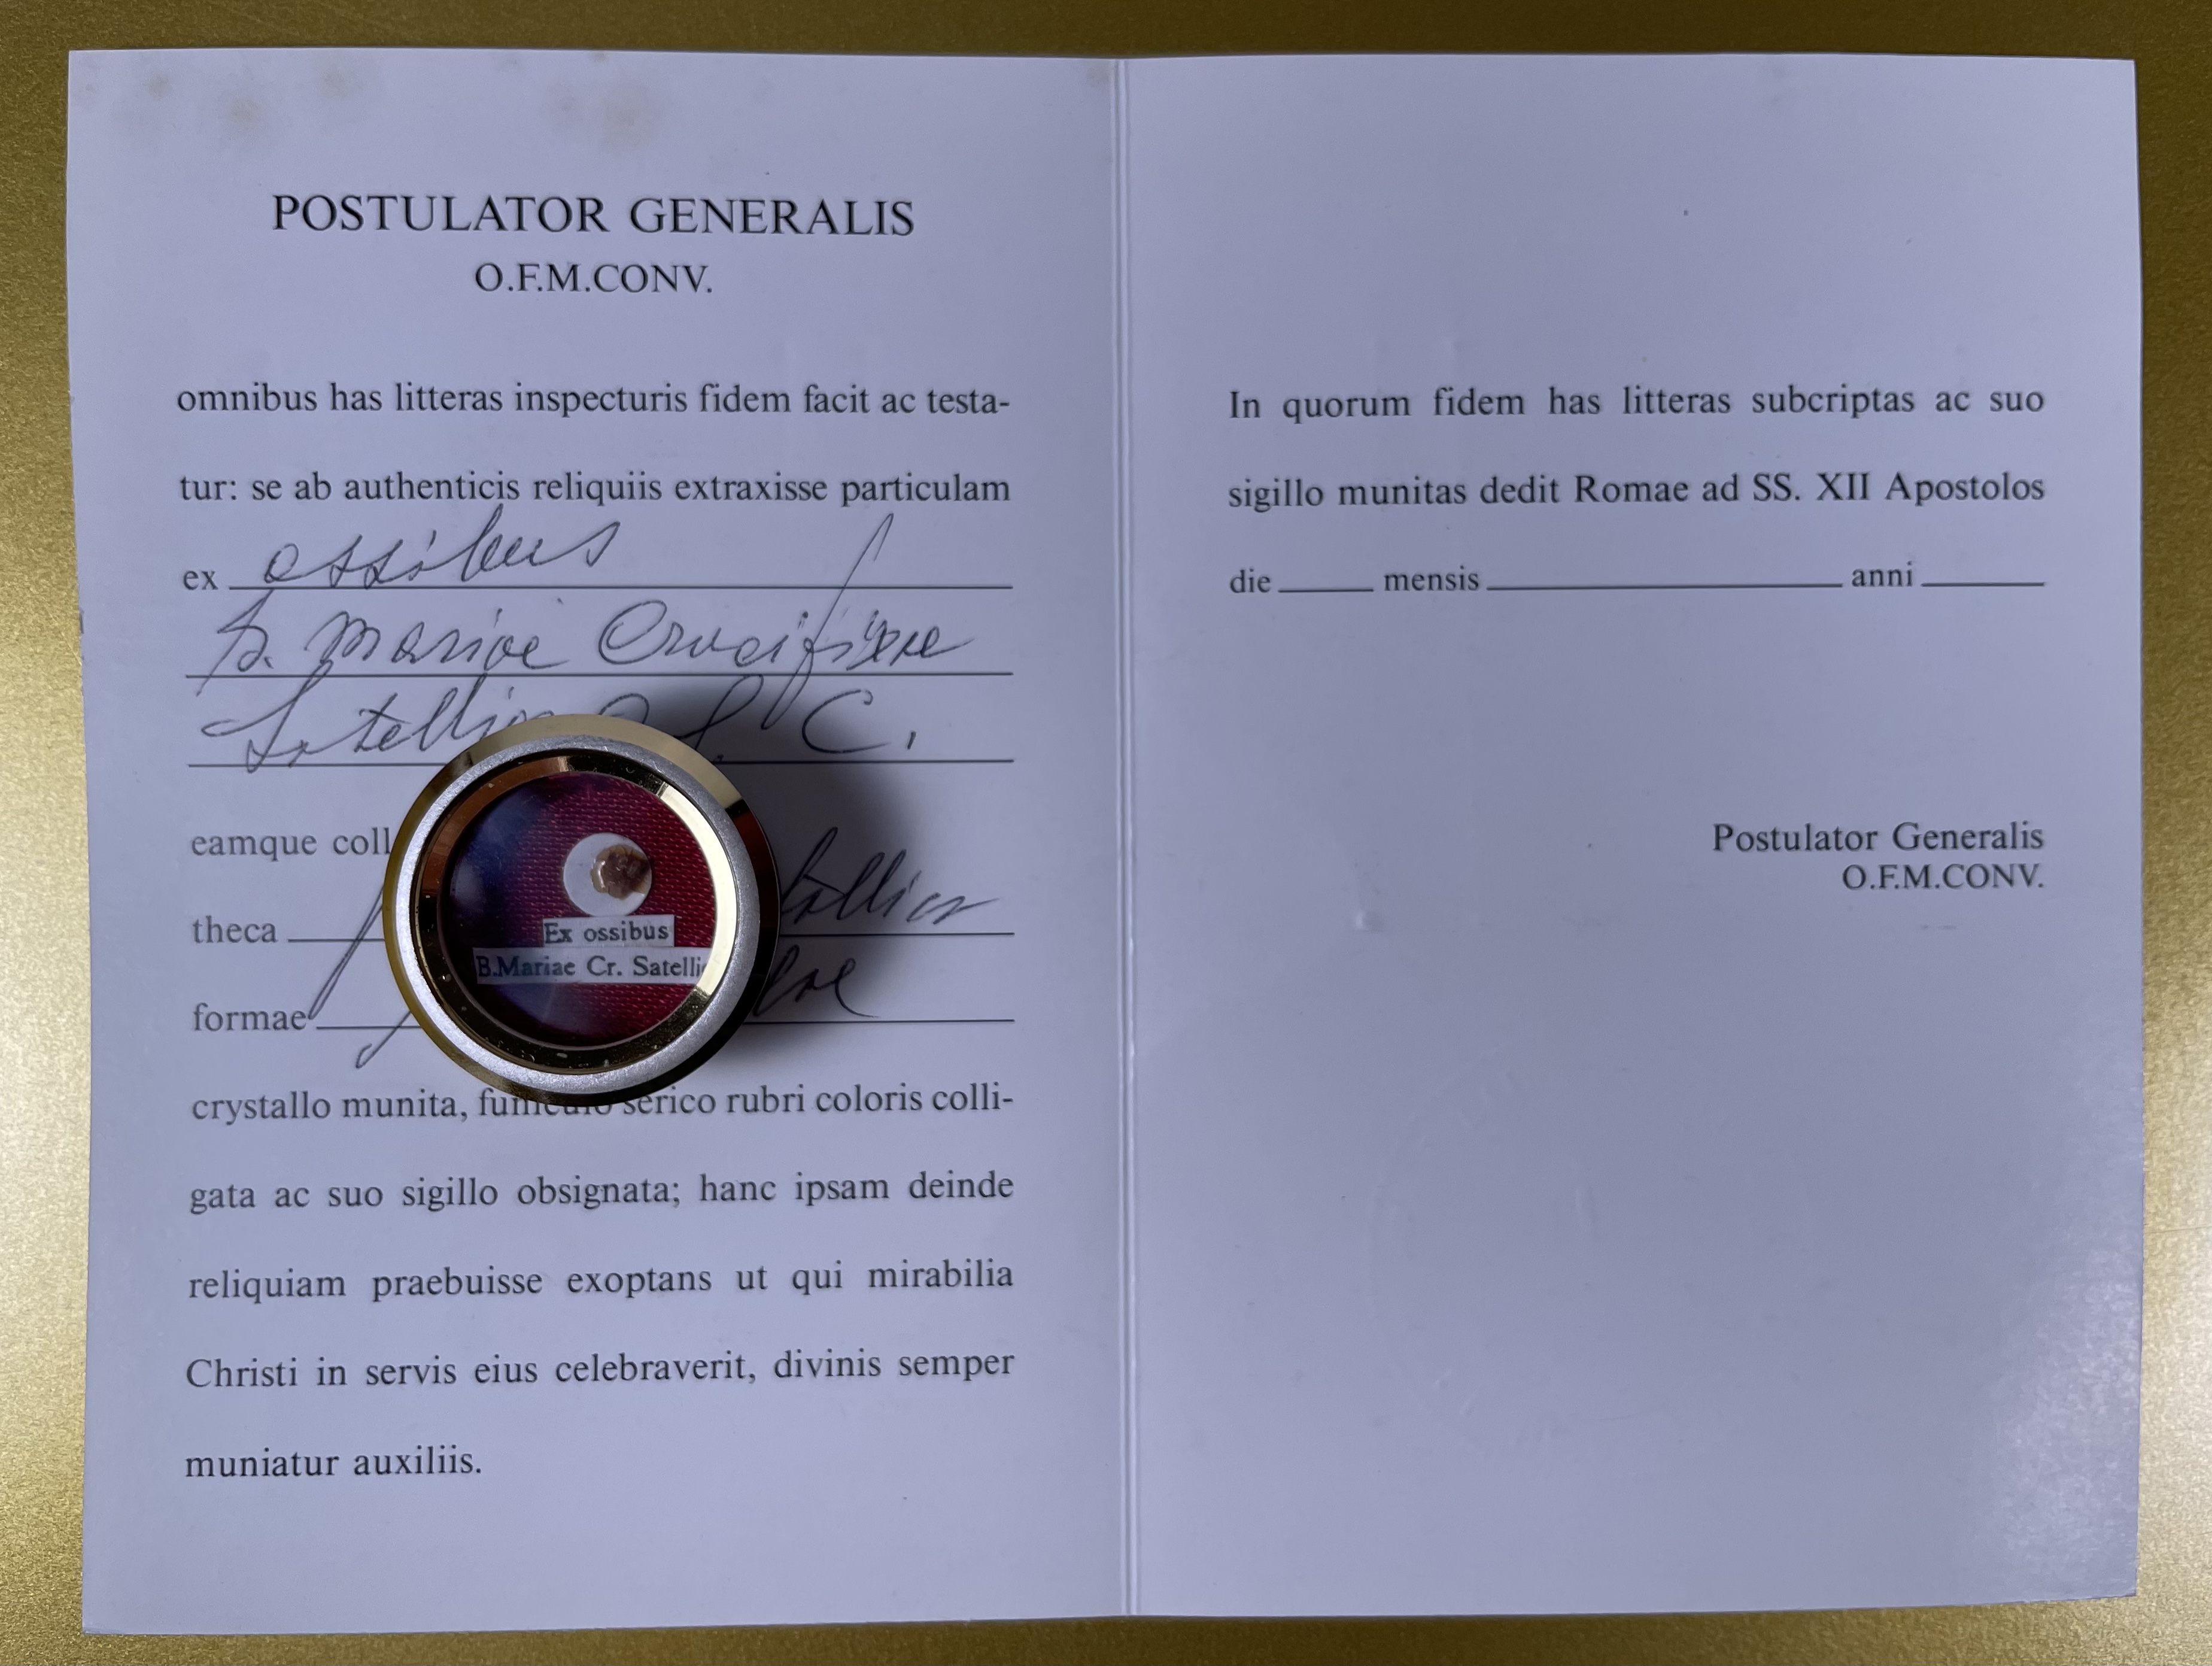 POSTULATOR GENERALIS
O.F.M.CONV.
omnibus has litteras inspecturis fidem facit ac testa-
tur: se ab authenticis reliquiis extraxisse particulam
ex ossibus
B. Mariae Crucifixae
Satellico O.S.C.
eamque coll
theca
formae
Ex ossibus
B.Mariae Cr. Satelli
crystallo munita, funiculo serico rubri coloris colli-
gata ac suo sigillo obsignata; hanc ipsam deinde
reliquiam praebuisse exoptans ut qui mirabilia
Christi in servis eius celebraverit, divinis semper
muniatur auxiliis.
In quorum fidem has litteras subcriptas ac suo
sigillo munitas dedit Romae ad SS. XII Apostolos
die mensis anni
Postulator Generalis
O.F.M.CONV.